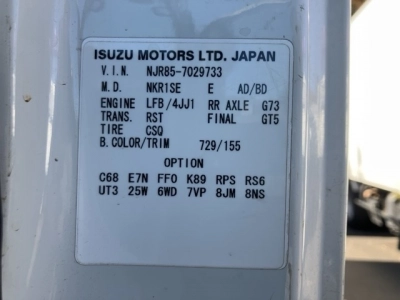 ISUZU MOTORS LTD. JAPAN
V.I.N. NJR85-7029733
M.D. NKR1SE E AD/BD
ENGINE LFB/4JJ1 RR AXLE G73
TRANS. RST FINAL GT5
TIRE CSQ
B.COLOR/TRIM 729/155
OPTION
C68 E7N FF0 K89 RPS RS6
UT3 25W 6WD 7VP 8JM 8NS